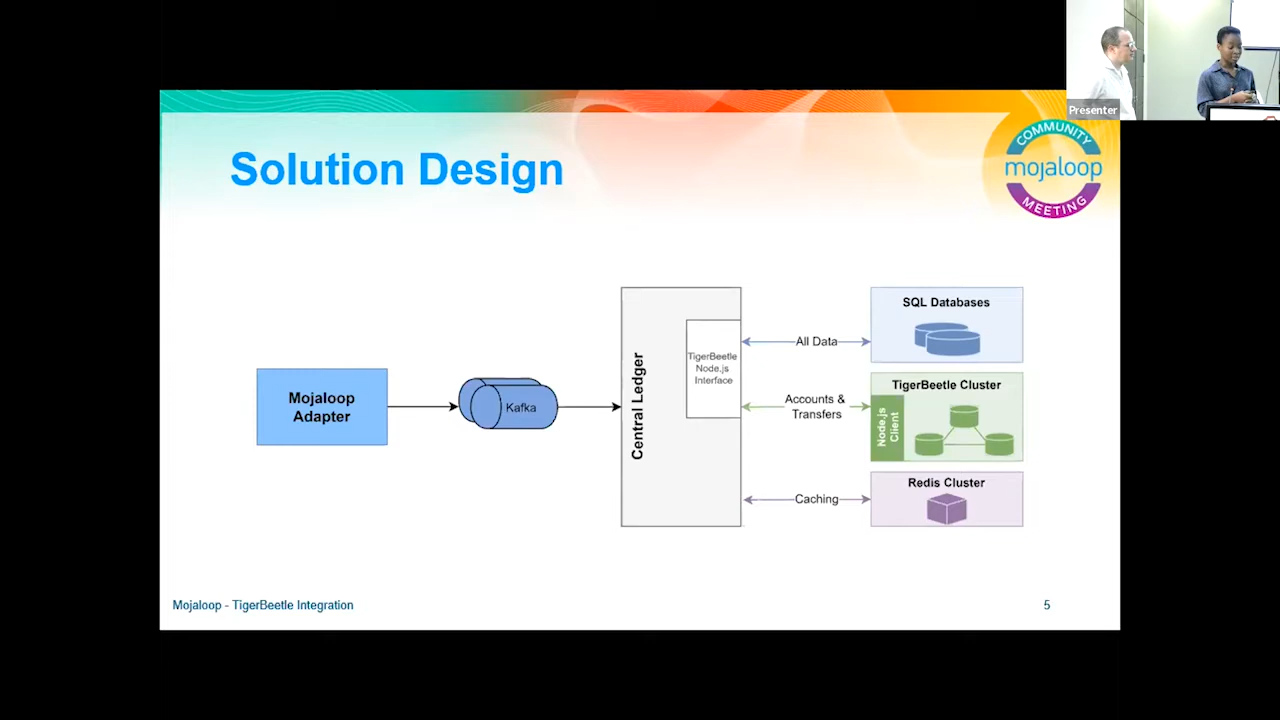 Presenter
COMMUNITY
mojaloop
MEETING
Solution Design
Mojaloop
Adapter
Kafka
Central Ledger
TigerBeetle
Node.js
Interface
All Data
Accounts &
Transfers
Caching
SQL Databases
TigerBeetle Cluster
Node.js
Client
Redis Cluster
Mojaloop - TigerBeetle Integration
5